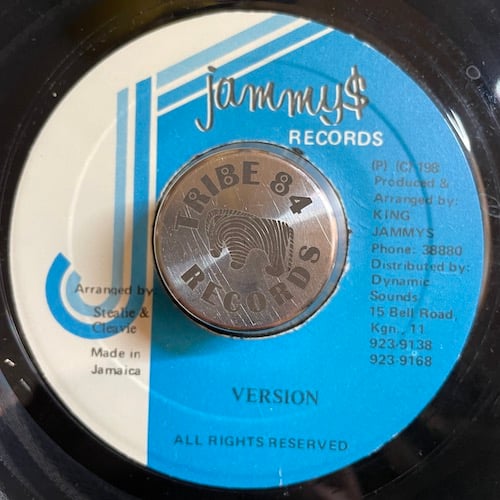 jammy$
RECORDS
(P) (C) 198
Produced &
Arranged by:
KING
JAMMYS
Phone: 38880
Distributed by:
Dynamic
Sounds
15 Bell Road,
Kgn., 11
923-9138
923-9168
TRIBE 84
RECORDS
Arranged by
Steelie &
Cleavie
Made in
Jamaica
VERSION
ALL RIGHTS RESERVED